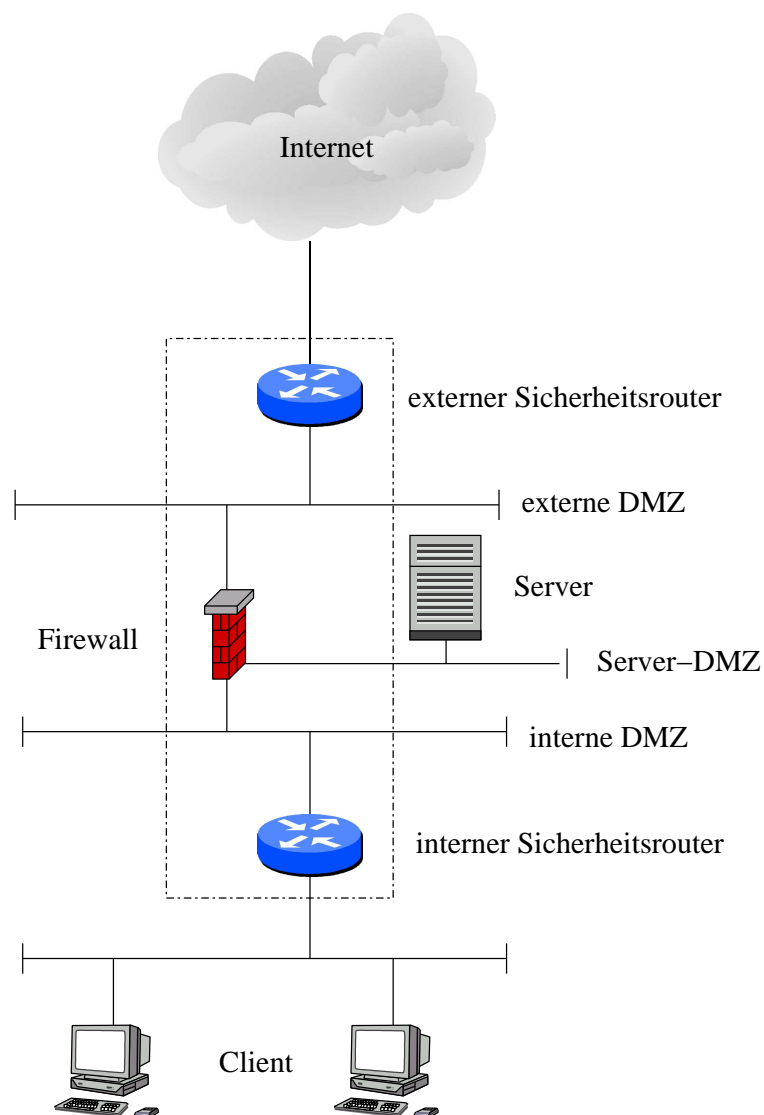 Internet
externer Sicherheitsrouter
externe DMZ
Server
Firewall
Server−DMZ
interne DMZ
interner Sicherheitsrouter
Client